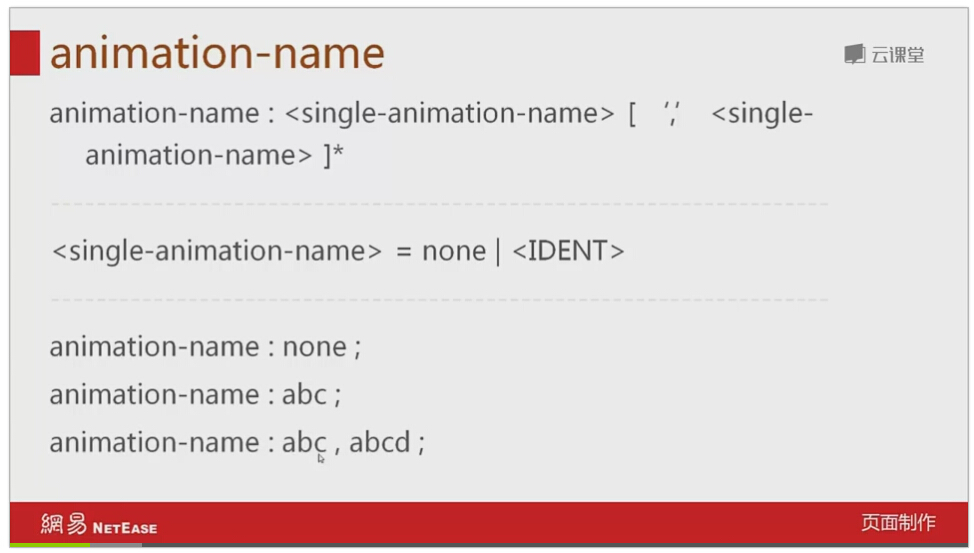 animation-name
云课堂
animation-name : <single-animation-name> [ ‘,’ <single-
animation-name> ]*
<single-animation-name> = none | <IDENT>
animation-name : none ;
animation-name : abc ;
animation-name : abc , abcd ;
網易 NETEASE
页面制作